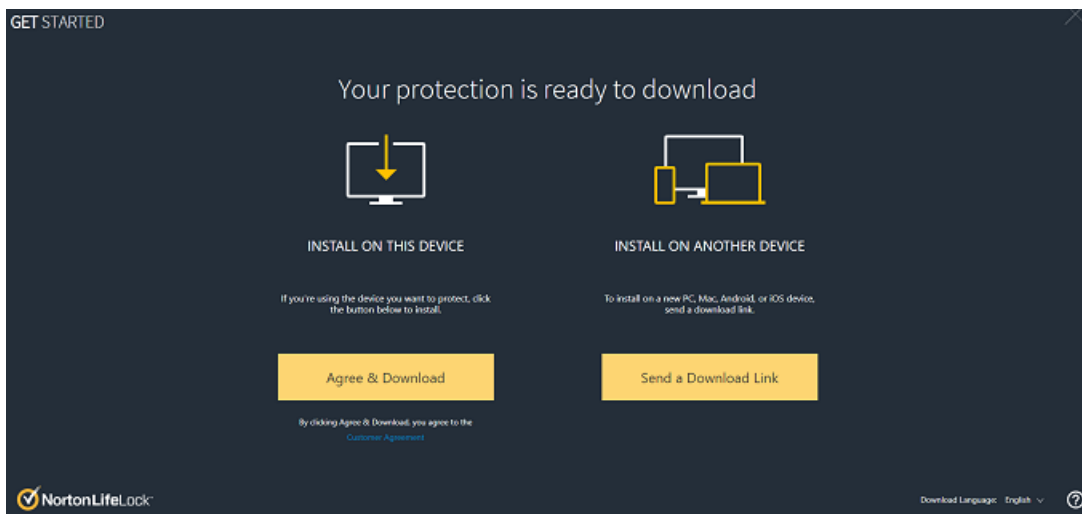 GET STARTED
Your protection is ready to download
INSTALL ON THIS DEVICE
If you're using the device you want to protect, click
the button below to install.
Agree & Download
By clicking Agree & Download, you agree to the
Customer Agreement
INSTALL ON ANOTHER DEVICE
To install on a new PC, Mac, Android, or iOS device,
send a download link.
Send a Download Link
NortonLifeLock
Download Language: English
?